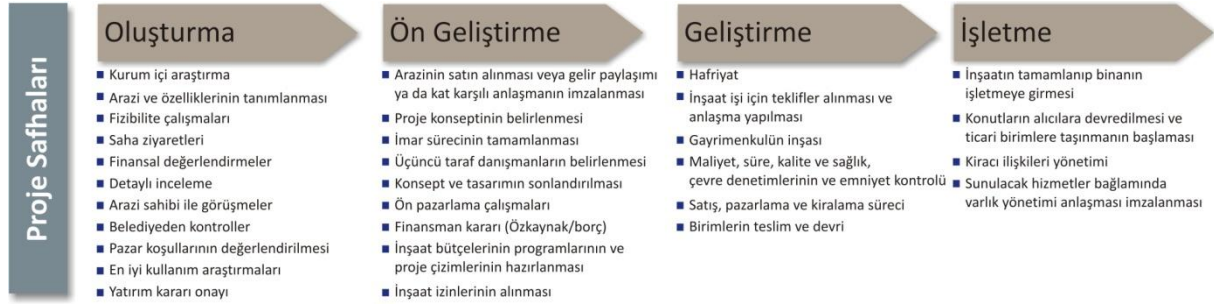 Proje Safhaları
Oluşturma
Kurum içi araştırma
Arazi ve özelliklerinin tanımlanması
Fizibilite çalışmaları
Saha ziyaretleri
Finansal değerlendirmeler
Detaylı inceleme
Arazi sahibi ile görüşmeler
Belediyeden kontroller
Pazar koşullarının değerlendirilmesi
En iyi kullanım araştırmaları
Yatırım kararı onayı
Ön Geliştirme
Arazinin satın alınması veya gelir paylaşımı
ya da kat karşılı anlaşmanın imzalanması
Proje konseptinin belirlenmesi
İmar sürecinin tamamlanması
Üçüncü taraf danışmanların belirlenmesi
Konsept ve tasarımın sonlandırılması
Ön pazarlama çalışmaları
Finansman kararı (Özkaynak/borç)
İnşaat bütçelerinin programlarının ve
proje çizimlerinin hazırlanması
İnşaat izinlerinin alınması
Geliştirme
Hafriyat
İnşaat işi için teklifler alınması ve
anlaşma yapılması
Gayrimenkulün inşası
Maliyet, süre, kalite ve sağlık,
çevre denetimlerinin ve emniyet kontrolü
Satış, pazarlama ve kiralama süreci
Birimlerin teslim ve devri
İşletme
İnşaatın tamamlanıp binanın
işletmeye girmesi
Konutların alıcılara devredilmesi ve
ticari birimlere taşınmanın başlaması
Kiracı ilişkileri yönetimi
Sunulacak hizmetler bağlamında
varlık yönetimi anlaşması imzalanması